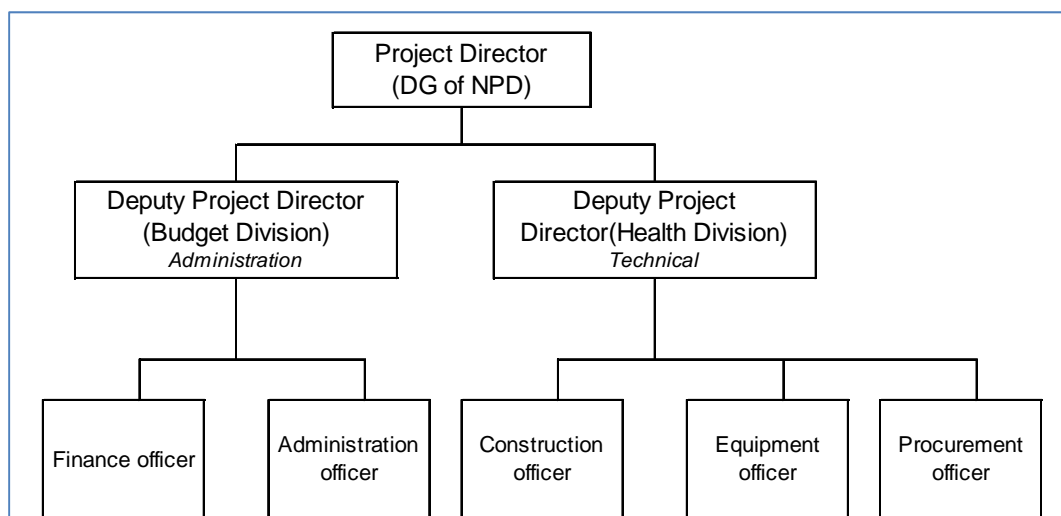 Project Director
(DG of NPD)
Deputy Project Director
(Budget Division)
Administration
Deputy Project
Director(Health Division)
Technical
Finance officer
Administration
officer
Construction
officer
Equipment
officer
Procurement
officer